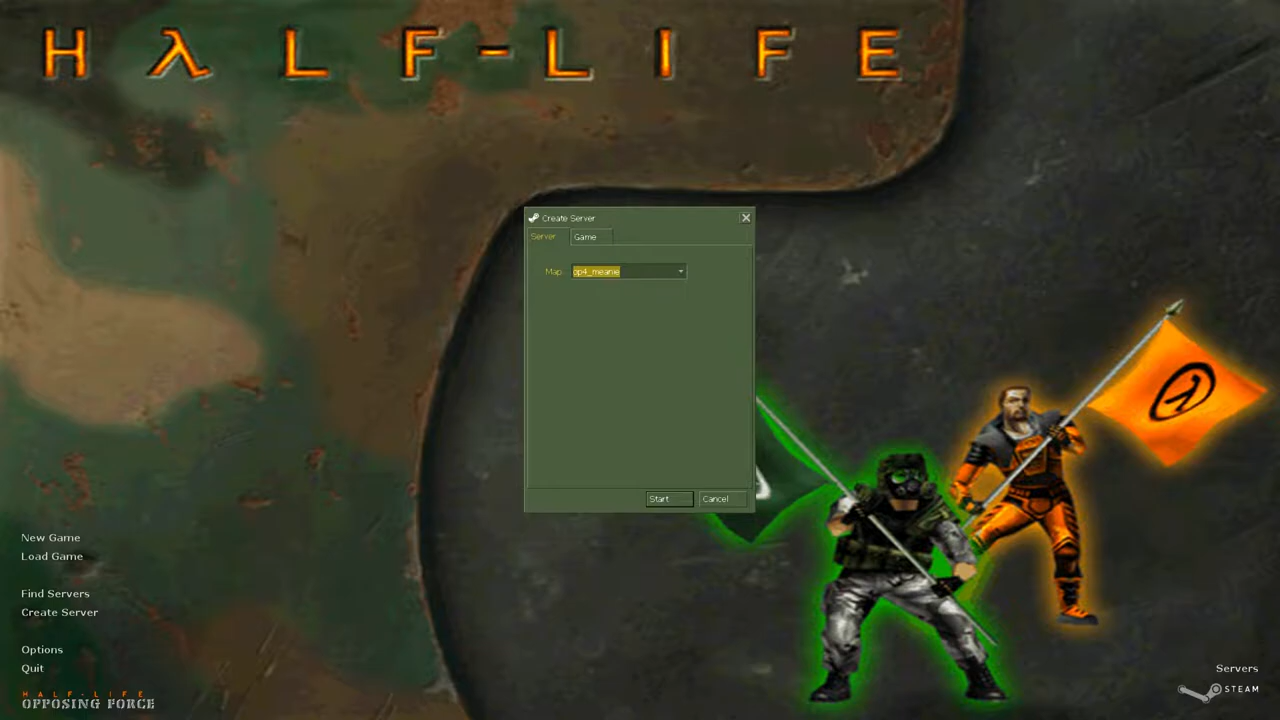 HλLF-LIFE
Create Server
Server
Game
Map
op4_meanie
Start
Cancel
New Game
Load Game
Find Servers
Create Server
Options
Quit
HALF-LIFE
OPPOSING FORCE
Servers
STEAM